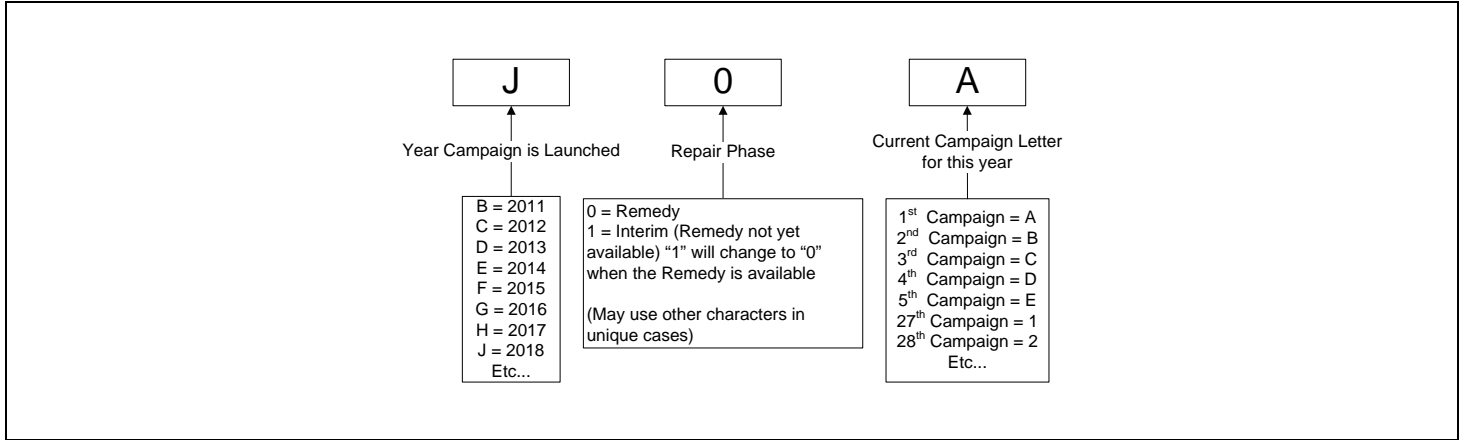 J
0
A
Year Campaign is Launched
Repair Phase
Current Campaign Letter
for this year
B = 2011
C = 2012
D = 2013
E = 2014
F = 2015
G = 2016
H = 2017
J = 2018
Etc...
0 = Remedy
1 = Interim (Remedy not yet
available) “1” will change to “0”
when the Remedy is available
(May use other characters in
unique cases)
1st Campaign = A
2nd Campaign = B
3rd Campaign = C
4th Campaign = D
5th Campaign = E
27th Campaign = 1
28th Campaign = 2
Etc...